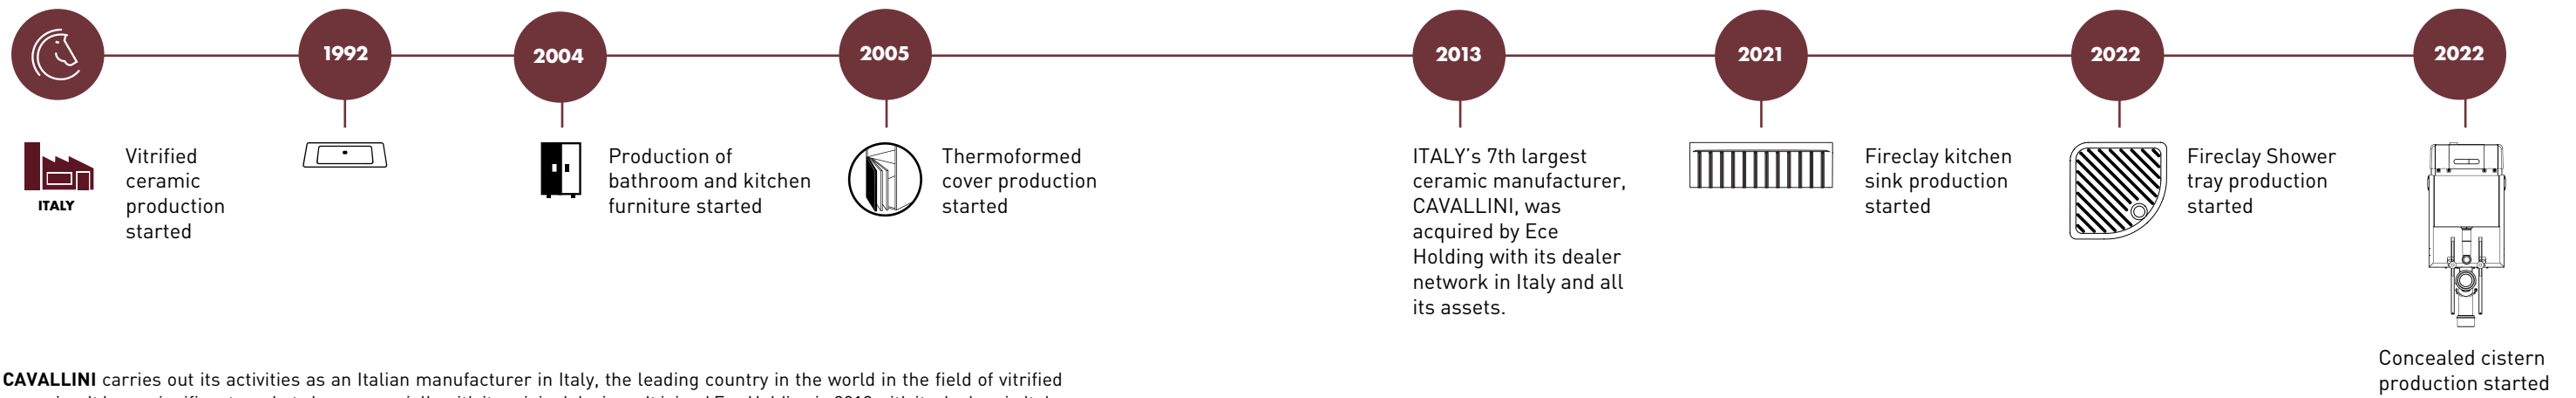 1992
2004
2005
2013
2021
2022
2022
ITALY
Vitrified
ceramic
production
started
Production of
bathroom and kitchen
furniture started
Thermoformed
cover production
started
ITALY's 7th largest
ceramic manufacturer,
CAVALLINI, was
acquired by Ece
Holding with its dealer
network in Italy and all
its assets.
Fireclay kitchen
sink production
started
Fireclay Shower
tray production
started
Concealed cistern
production started
CAVALLINI carries out its activities as an Italian manufacturer in Italy, the leading country in the world in the field of vitrified